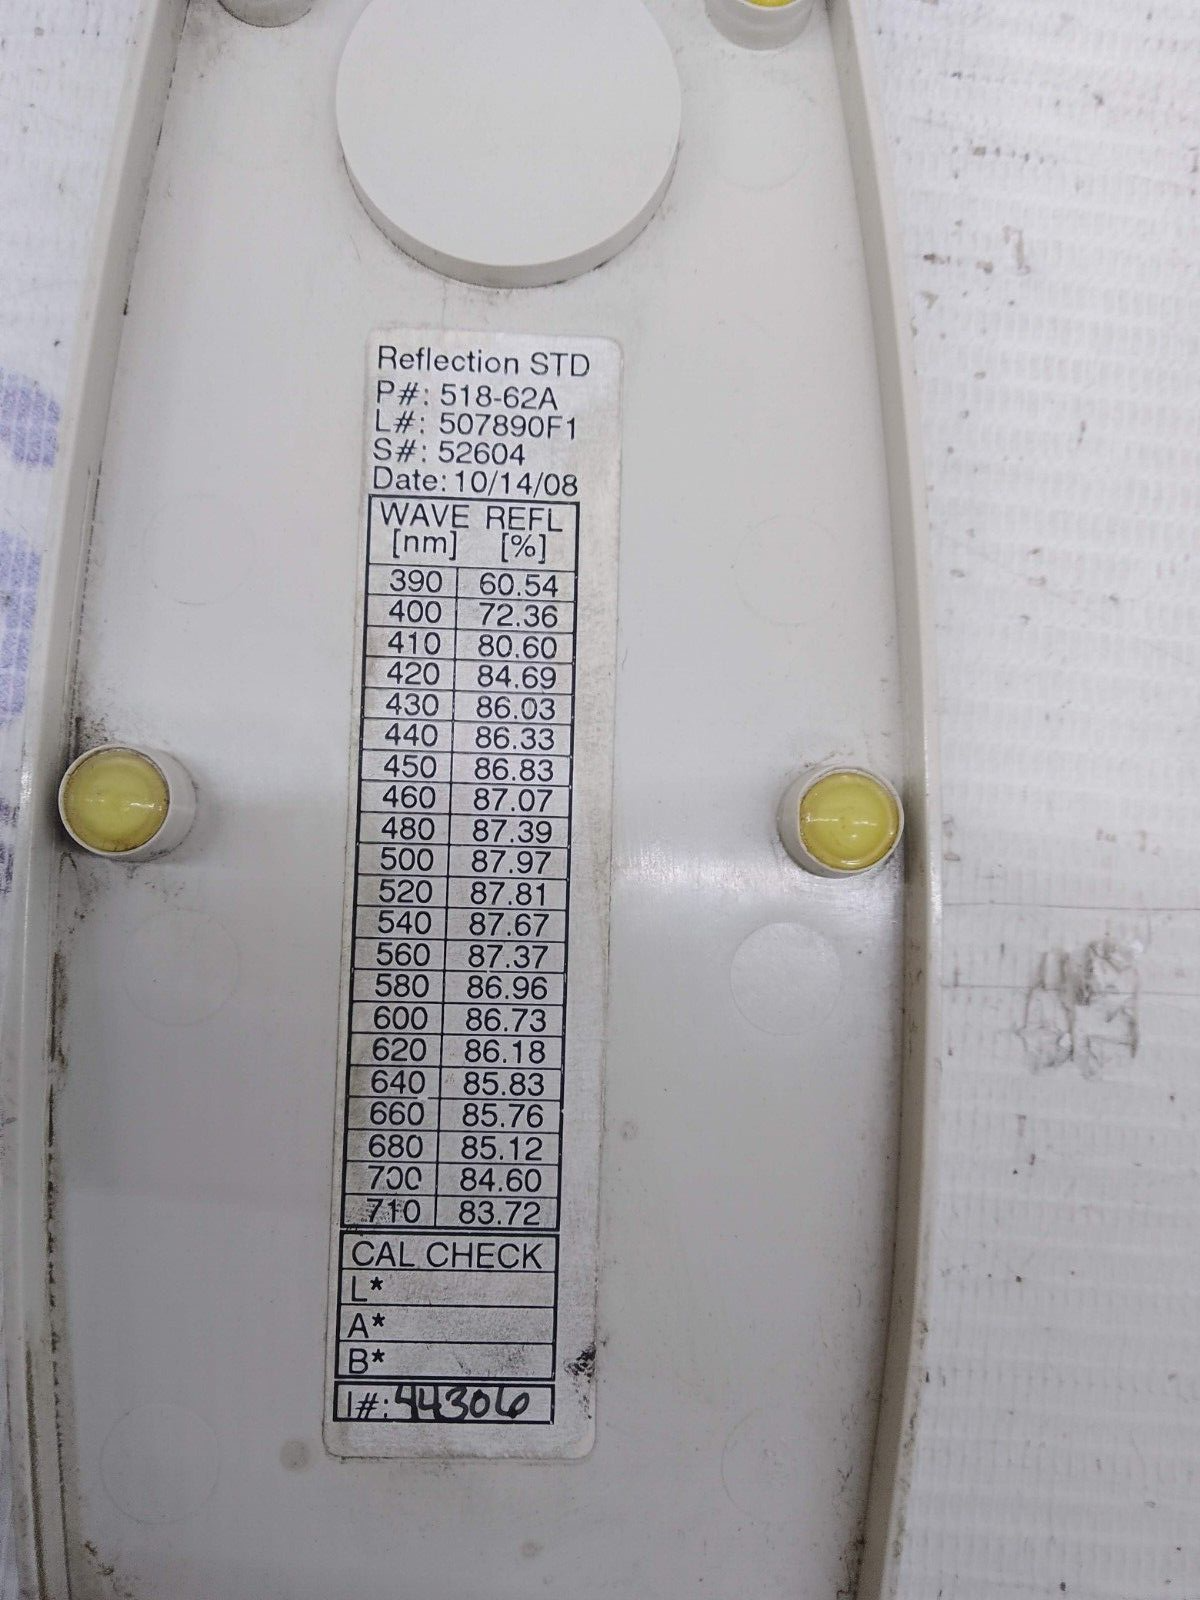 Reflection STD
P#: 518-62A
L#: 507890F1
S#: 52604
Date: 10/14/08
WAVE REFL
[nm] [%]
390 60.54
400 72.36
410 80.60
420 84.69
430 86.03
440 86.33
450 86.83
460 87.07
480 87.39
500 87.97
520 87.81
540 87.67
560 87.37
580 86.96
600 86.73
620 86.18
640 85.83
660 85.76
680 85.12
700 84.60
710 83.72
CAL CHECK
L*
A*
B*
I#: 44306